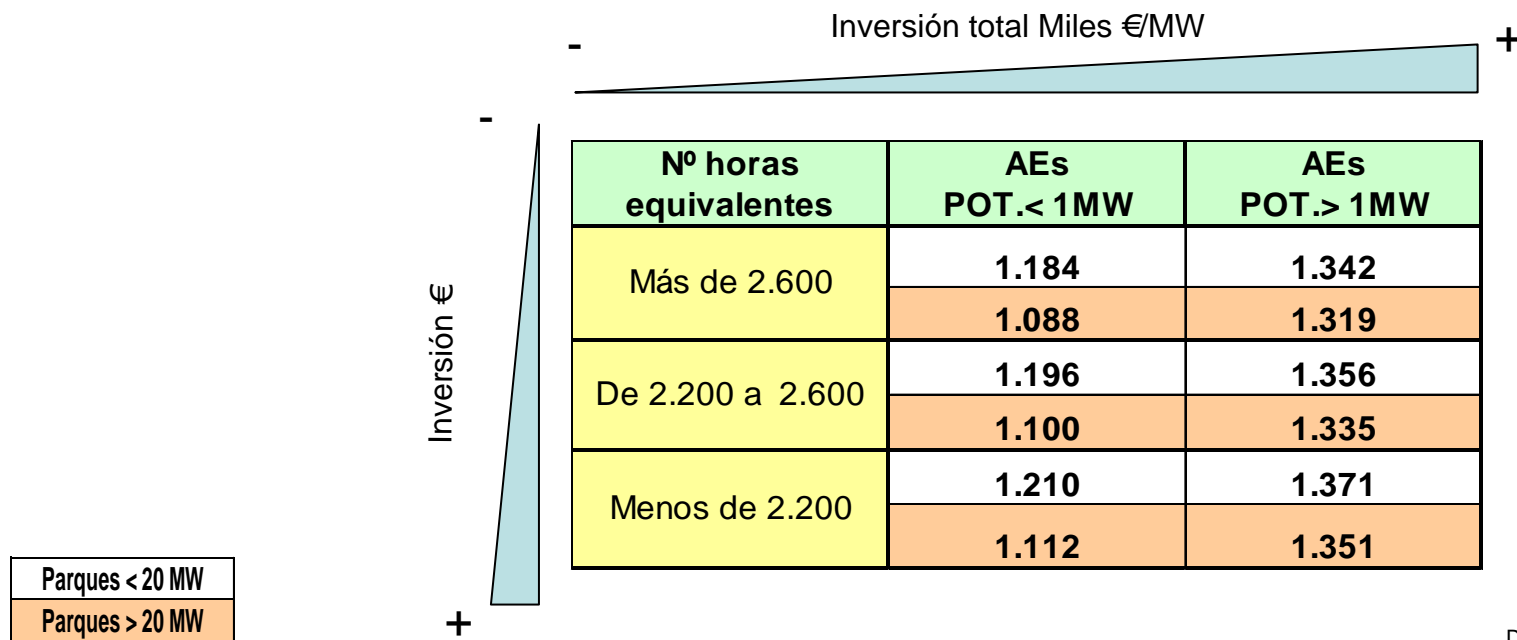 Inversión total Miles €/MW
-
+
-
Nº horas
equivalentes
AEs
POT.< 1MW
AEs
POT.> 1MW
Más de 2.600
1.184
1.342
1.088
1.319
De 2.200 a 2.600
1.196
1.356
1.100
1.335
Menos de 2.200
1.210
1.371
1.112
1.351
Inversión €
+
Parques < 20 MW
Parques > 20 MW